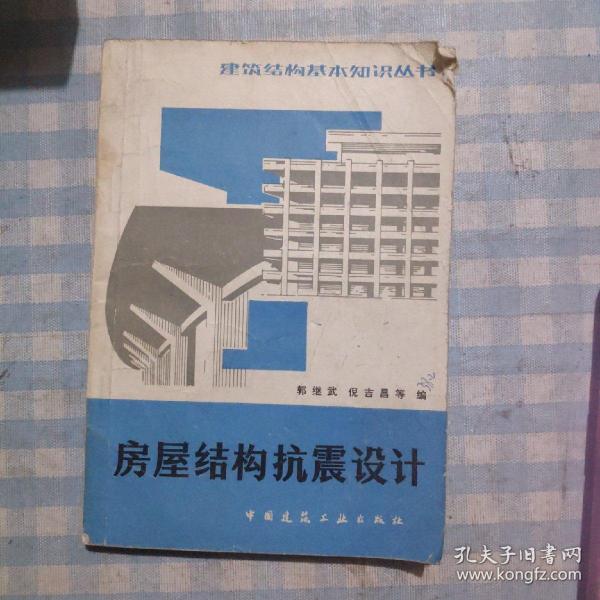 建筑结构基本知识丛书
郭继武 倪吉昌等 编
房屋结构抗震设计
中国建筑工业出版社
孔夫子旧书网
www.kongfz.com